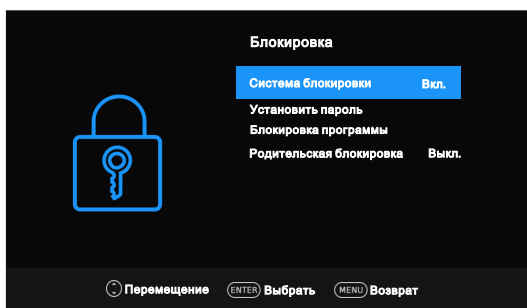 Блокировка
Система блокировки Вкл.
Установить пароль
Блокировка программы
Родительская блокировка Выкл.
Перемещение ENTER Выбрать MENU Возврат